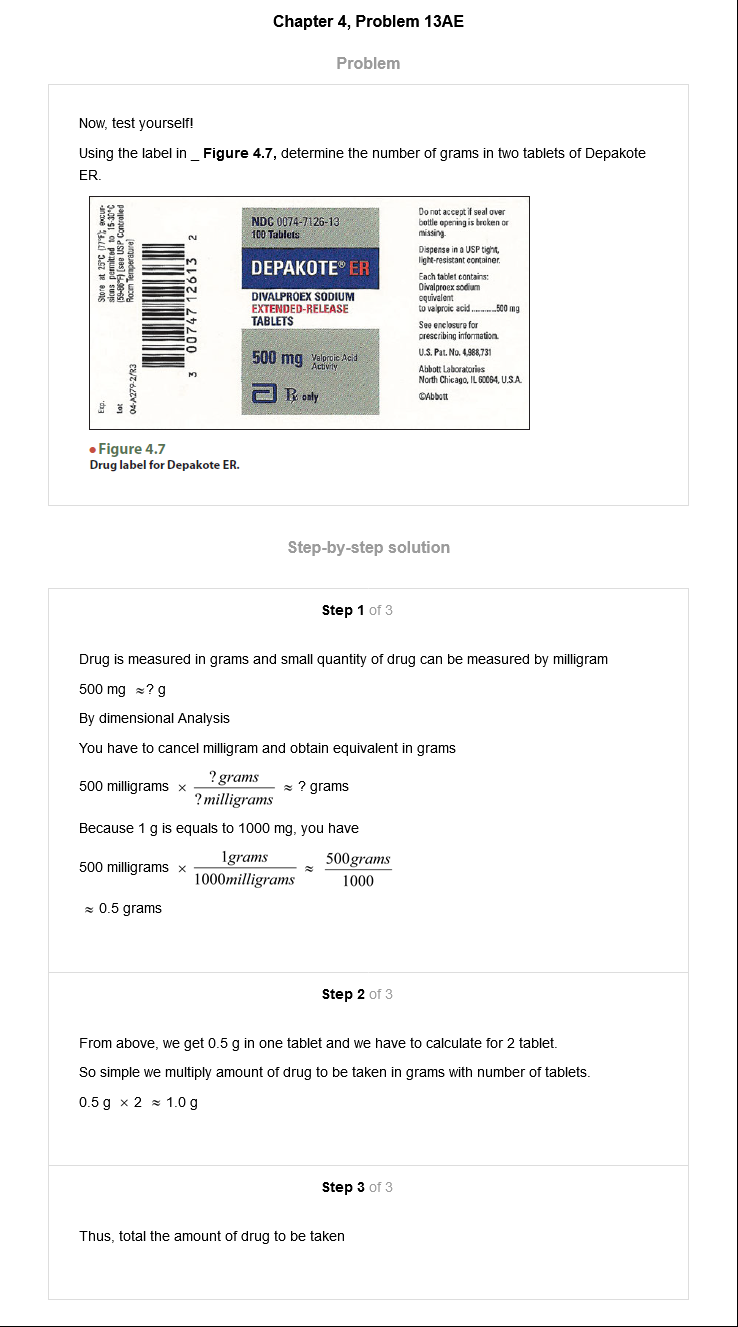 Chapter 4, Problem 13AE
Problem
Now, test yourself!
Using the label in _ Figure 4.7, determine the number of grams in two tablets of Depakote
ER.
Store at 25°C (77°F); excur-
sions permitted to 15-30°C
(59-86°F) [see USP Controlled
Room Temperature]
Exp.
Lot
04-A279-2/R3
3 00747 12613 2
NDC 0074-7126-13
100 Tablets
DEPAKOTE® ER
DIVALPROEX SODIUM
EXTENDED-RELEASE
TABLETS
500 mg Valproic Acid
Activity
Rx only
Do not accept if seal over
bottle opening is broken or
missing.
Dispense in a USP tight,
light-resistant container.
Each tablet contains:
Divalproex sodium
equivalent
to valproic acid ............500 mg
See enclosure for
prescribing information.
U.S. Pat. No. 4,988,731
Abbott Laboratories
North Chicago, IL 60064, U.S.A.
©Abbott
• Figure 4.7
Drug label for Depakote ER.
Step-by-step solution
Step 1 of 3
Drug is measured in grams and small quantity of drug can be measured by milligram
500 mg ≈? g
By dimensional Analysis
You have to cancel milligram and obtain equivalent in grams
500 milligrams × ? grams / ? milligrams ≈ ? grams
Because 1 g is equals to 1000 mg, you have
500 milligrams × 1grams / 1000milligrams ≈ 500grams / 1000
≈ 0.5 grams
Step 2 of 3
From above, we get 0.5 g in one tablet and we have to calculate for 2 tablet.
So simple we multiply amount of drug to be taken in grams with number of tablets.
0.5 g × 2 ≈ 1.0 g
Step 3 of 3
Thus, total the amount of drug to be taken